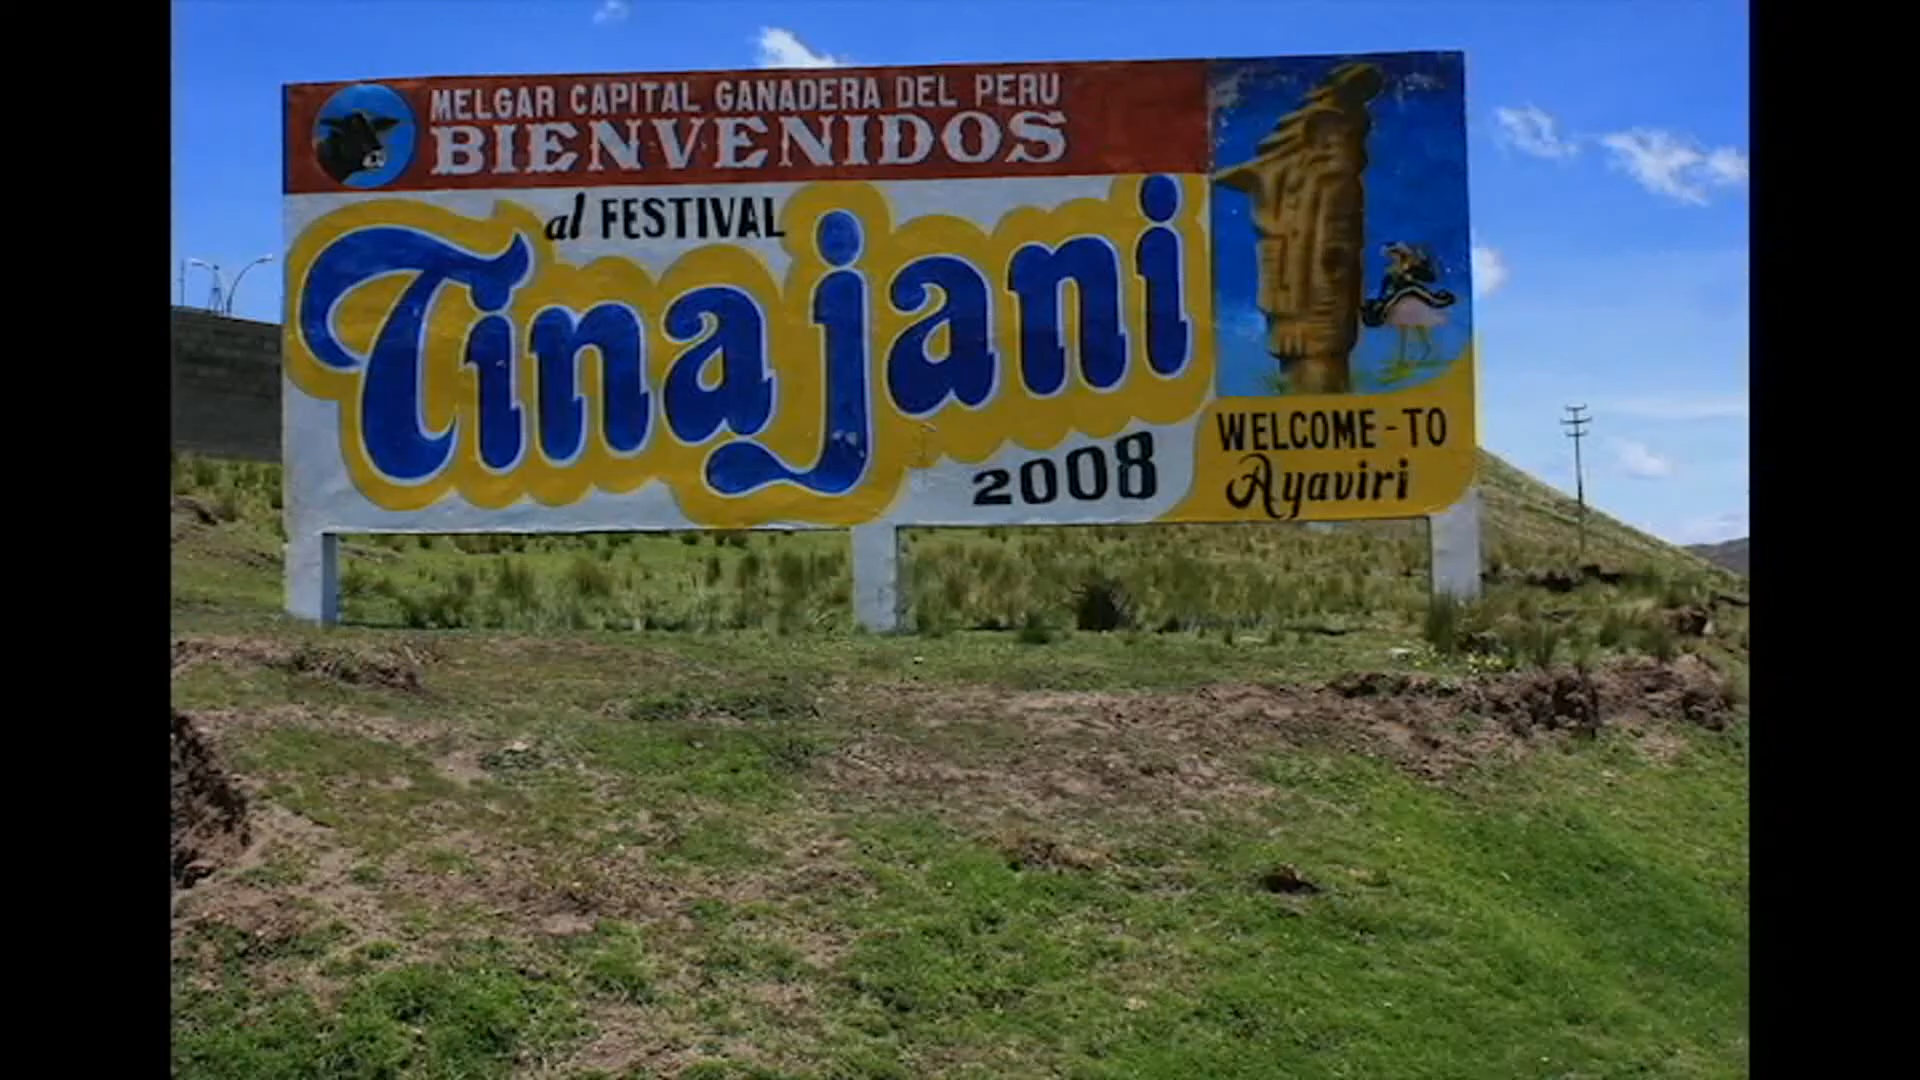 MELGAR CAPITAL GANADERA DEL PERU
BIENVENIDOS
al FESTIVAL
Tinajani
2008
WELCOME-TO
Ayaviri